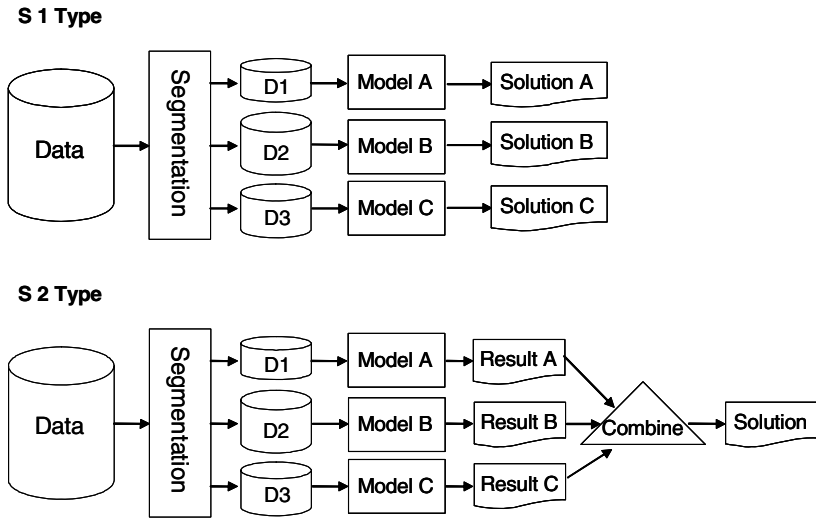 S 1 Type
Data
Segmentation
D1
Model A
Solution A
D2
Model B
Solution B
D3
Model C
Solution C
S 2 Type
Data
Segmentation
D1
Model A
Result A
D2
Model B
Result B
D3
Model C
Result C
Combine
Solution